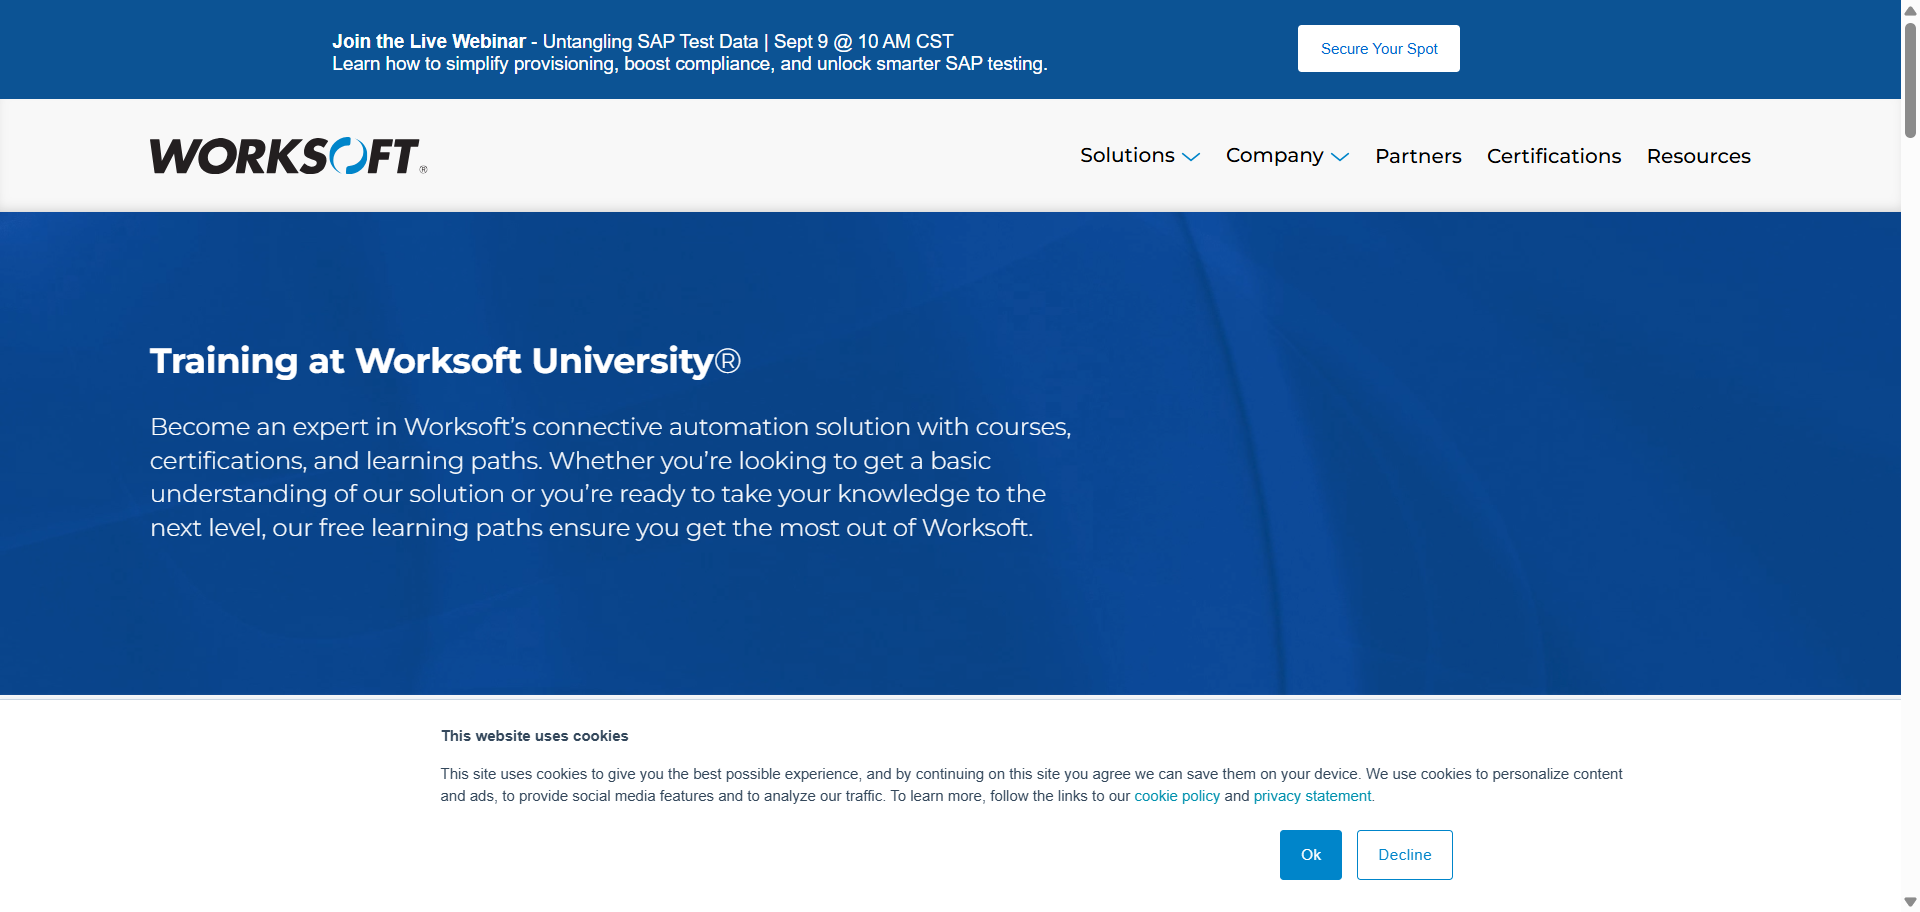 Join the Live Webinar - Untangling SAP Test Data | Sept 9 @ 10 AM CST
Learn how to simplify provisioning, boost compliance, and unlock smarter SAP testing.
Secure Your Spot
WORKSOFT®
Solutions
Company
Partners
Certifications
Resources
Training at Worksoft University®
Become an expert in Worksoft’s connective automation solution with courses,
certifications, and learning paths. Whether you’re looking to get a basic
understanding of our solution or you’re ready to take your knowledge to the
next level, our free learning paths ensure you get the most out of Worksoft.
This website uses cookies
This site uses cookies to give you the best possible experience, and by continuing on this site you agree we can save them on your device. We use cookies to personalize content
and ads, to provide social media features and to analyze our traffic. To learn more, follow the links to our cookie policy and privacy statement.
Ok
Decline